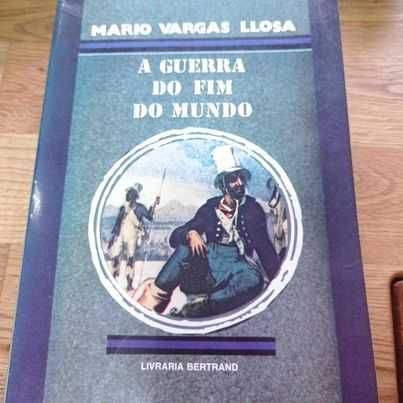 MARIO VARGAS LLOSA
A GUERRA
DO FIM
DO MUNDO
LIVRARIA BERTRAND